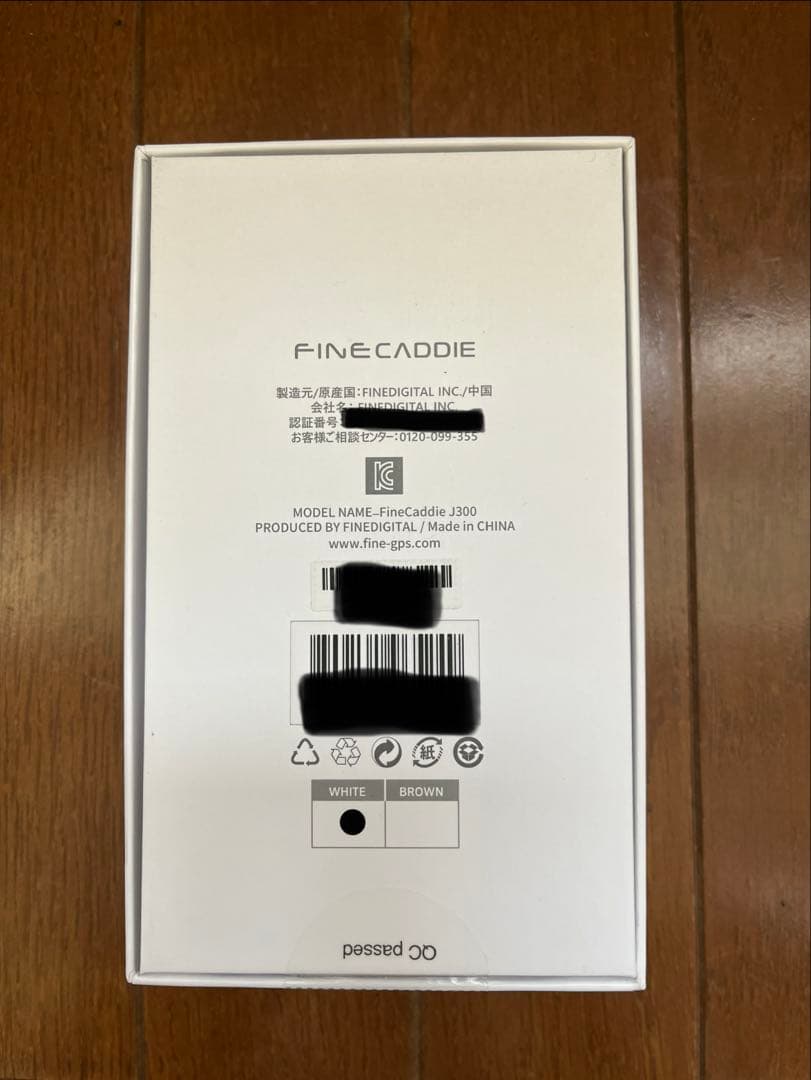 FINECADDIE
製造元/原産国:FINEDIGITAL INC./中国
会社名: FINEDIGITAL INC.
認証番号:
お客様ご相談センター:0120-099-355
MODEL NAME-FineCaddie J300
PRODUCED BY FINEDIGITAL / Made in CHINA
www.fine-gps.com
紙
WHITE BROWN
QC passed